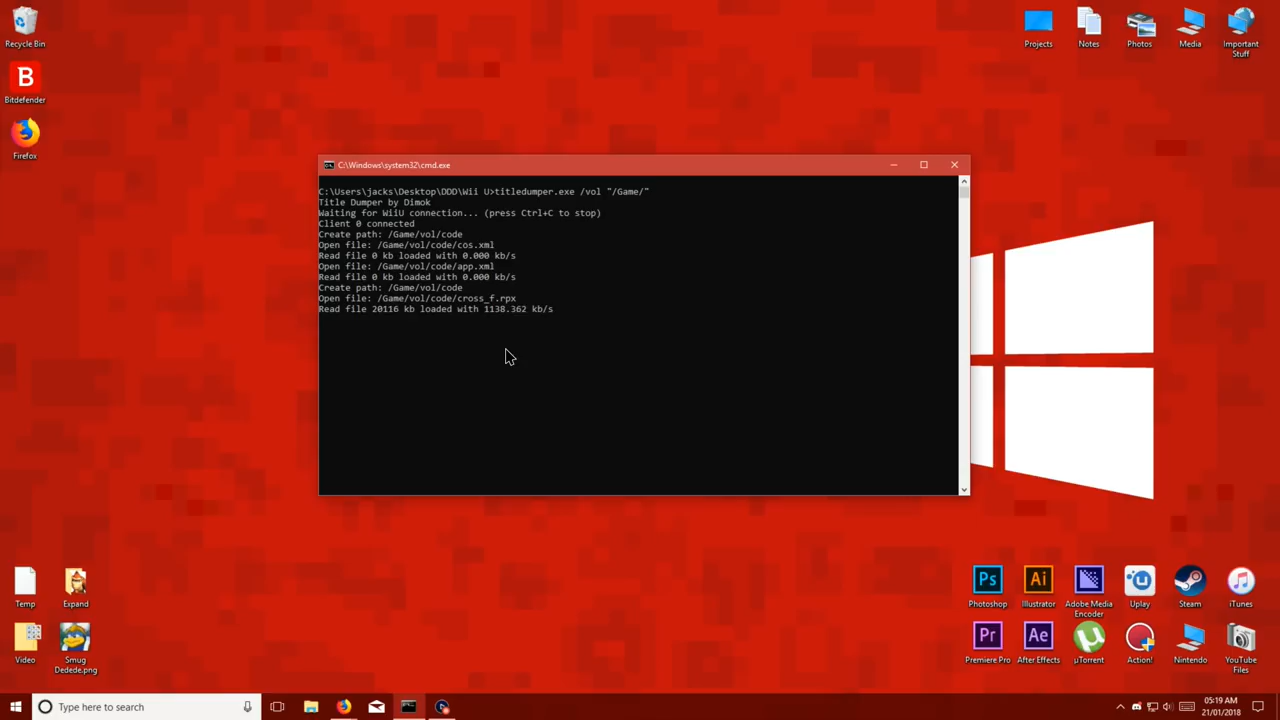 Recycle Bin
Bitdefender
Firefox
Projects
Notes
Photos
Media
Important
Stuff
C:\Windows\system32\cmd.exe
C:\Users\jacks\Desktop\DDD\Wii U>titledumper.exe /vol "/Game/"
Title Dumper by Dimok
Waiting for WiiU connection... (press Ctrl+C to stop)
Client 0 connected
Create path: /Game/vol/code
Open file: /Game/vol/code/cos.xml
Read file 0 kb loaded with 0.000 kb/s
Open file: /Game/vol/code/app.xml
Read file 0 kb loaded with 0.000 kb/s
Create path: /Game/vol/code
Open file: /Game/vol/code/cross_f.rpx
Read file 20116 kb loaded with 1138.362 kb/s
Temp
Expand
Video
Smug
Dedede.png
Ps
Photoshop
Ai
Illustrator
Adobe Media
Encoder
Uplay
Steam
iTunes
Pr
Premiere Pro
Ae
After Effects
µTorrent
Action!
Nintendo
YouTube
Files
Type here to search
05:19 AM
21/01/2018